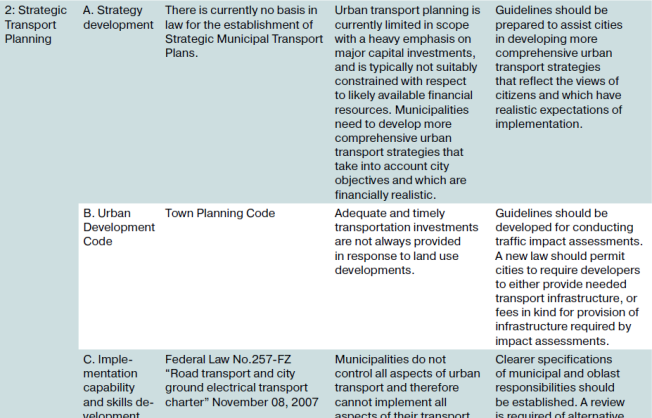 2: Strategic
Transport
Planning
A. Strategy
development
There is currently no basis in
law for the establishment of
Strategic Municipal Transport
Plans.
Urban transport planning is
currently limited in scope
with a heavy emphasis on
major capital investments,
and is typically not suitably
constrained with respect
to likely available financial
resources. Municipalities
need to develop more
comprehensive urban
transport strategies that
take into account city
objectives and which are
financially realistic.
Guidelines should be
prepared to assist cities
in developing more
comprehensive urban
transport strategies
that reflect the views of
citizens and which have
realistic expectations of
implementation.
B. Urban
Development
Code
Town Planning Code
Adequate and timely
transportation investments
are not always provided
in response to land use
developments.
Guidelines should be
developed for conducting
traffic impact assessments.
A new law should permit
cities to require developers
to either provide needed
transport infrastructure, or
fees in kind for provision of
infrastructure required by
impact assessments.
C. Imple-
mentation
capability
and skills de-
velopment
Federal Law No.257-FZ
“Road transport and city
ground electrical transport
charter” November 08, 2007
Municipalities do not
control all aspects of urban
transport and therefore
cannot implement all
aspects of their transport
Clearer specifications
of municipal and oblast
responsibilities should
be established. A review
is required of alternative